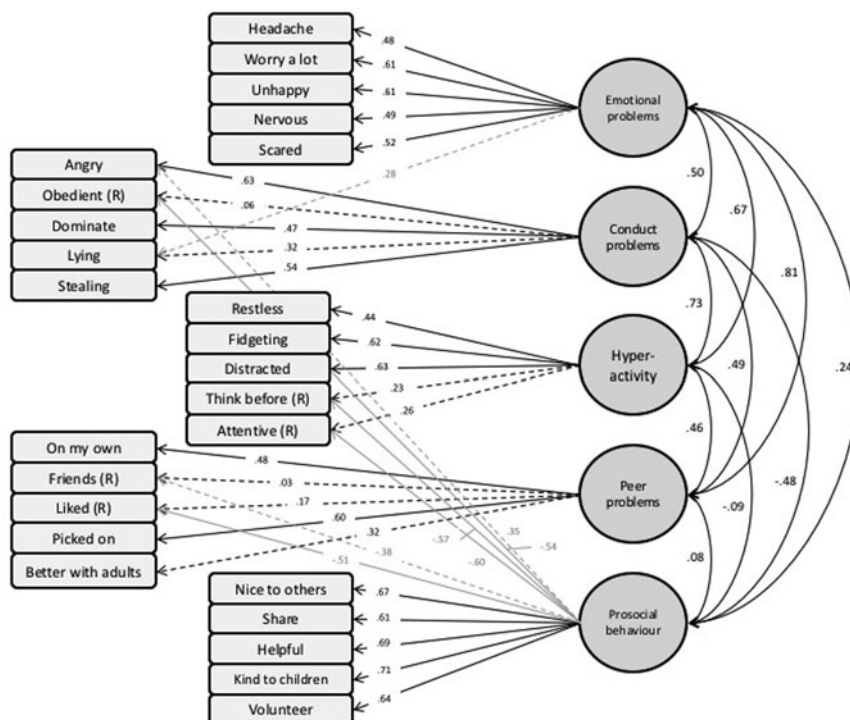 Headache
Worry a lot
Unhappy
Nervous
Scared
.48
.61
.61
.49
.52
.28
Emotional
problems
Angry
Obedient (R)
Dominate
Lying
Stealing
.63
.06
.47
.32
.54
Conduct
problems
Restless
Fidgeting
Distracted
Think before (R)
Attentive (R)
.44
.62
.63
.23
.26
Hyper-
activity
On my own
Friends (R)
Liked (R)
Picked on
Better with adults
.48
.03
.17
.60
.32
.38
-.51
-.57
-.60
.35
-.54
Peer
problems
Nice to others
Share
Helpful
Kind to children
Volunteer
.67
.61
.69
.71
.64
Prosocial
behaviour
.50
.67
.81
.24
.73
.49
-.48
.46
-.09
.08